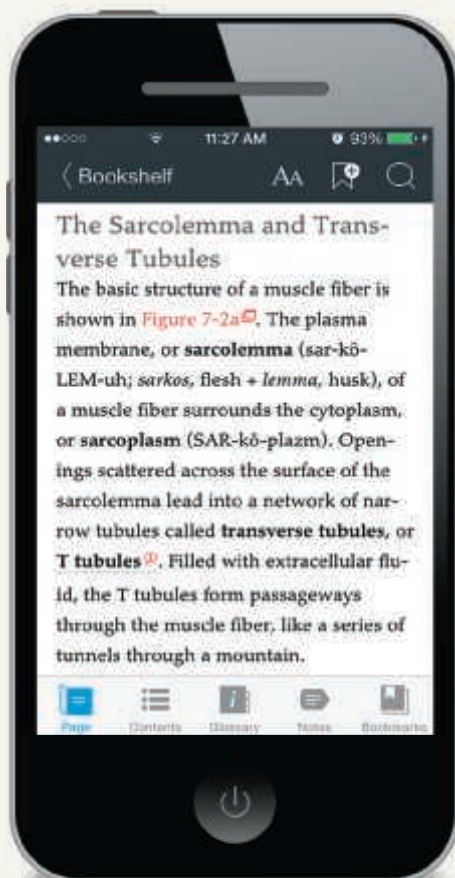 11:27 AM
93%
Bookshelf
AA
The Sarcolemma and Trans-
verse Tubules
The basic structure of a muscle fiber is
shown in Figure 7-2a. The plasma
membrane, or sarcolemma (sar-kō-
LEM-uh; sarkos, flesh + lemma, husk), of
a muscle fiber surrounds the cytoplasm,
or sarcoplasm (SAR-kō-plazm). Open-
ings scattered across the surface of the
sarcolemma lead into a network of nar-
row tubules called transverse tubules, or
T tubules. Filled with extracellular flu-
id, the T tubules form passageways
through the muscle fiber, like a series of
tunnels through a mountain.
Page Contents Glossary Notes Bookmarks